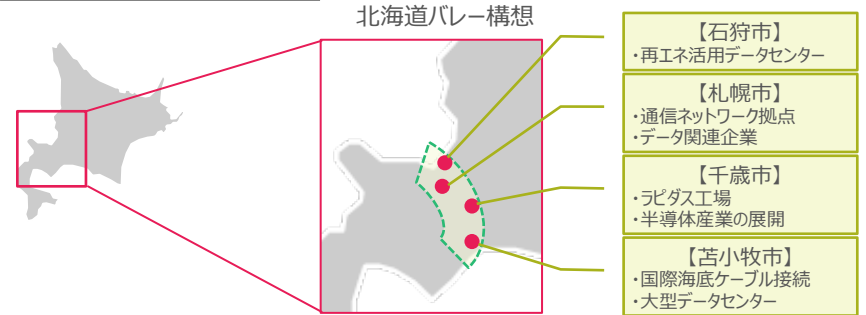 北海道バレー構想
【石狩市】
・再エネ活用データセンター
【札幌市】
・通信ネットワーク拠点
・データ関連企業
【千歳市】
・ラピダス工場
・半導体産業の展開
【苫小牧市】
・国際海底ケーブル接続
・大型データセンター